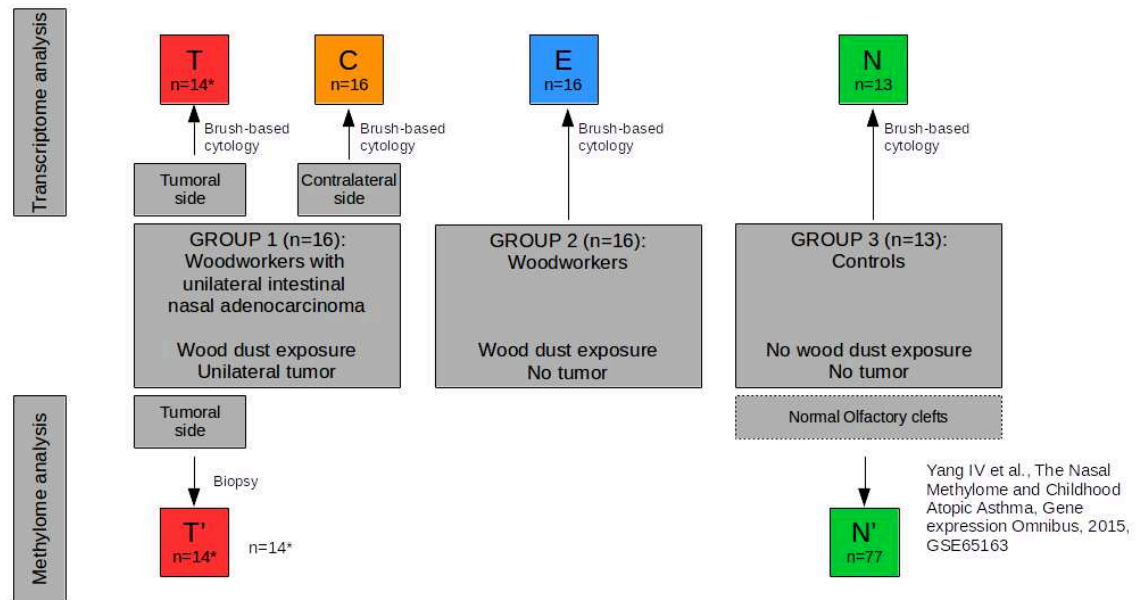 Transcriptome analysis
T
n=14*
C
n=16
E
n=16
N
n=13
Brush-based
cytology
Brush-based
cytology
Brush-based
cytology
Brush-based
cytology
Tumoral
side
Contralateral
side
GROUP 1 (n=16):
Woodworkers with
unilateral intestinal
nasal adenocarcinoma
Wood dust exposure
Unilateral tumor
GROUP 2 (n=16):
Woodworkers
Wood dust exposure
No tumor
GROUP 3 (n=13):
Controls
No wood dust exposure
No tumor
Methylome analysis
Tumoral
side
Normal Olfactory clefts
Biopsy
T'
n=14*
n=14*
N'
n=77
Yang IV et al., The Nasal
Methylome and Childhood
Atopic Asthma, Gene
expression Omnibus, 2015,
GSE65163